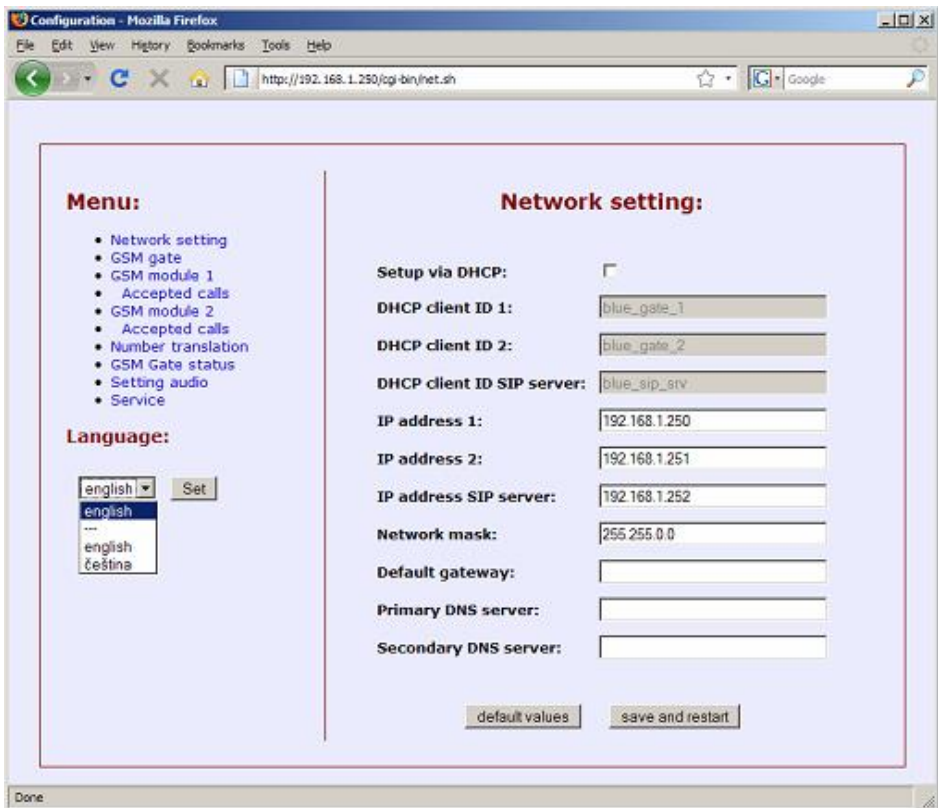 Configuration - Mozilla Firefox
File Edit View History Bookmarks Tools Help
http://192.168.1.250/cgi-bin/net.sh
G Google
Menu:
Network setting
GSM gate
GSM module 1
Accepted calls
GSM module 2
Accepted calls
Number translation
GSM Gate status
Setting audio
Service
Language:
english Set
english
---
english
čeština
Network setting:
Setup via DHCP:
DHCP client ID 1: blue_gate_1
DHCP client ID 2: blue_gate_2
DHCP client ID SIP server: blue_sip_srv
IP address 1: 192.168.1.250
IP address 2: 192.168.1.251
IP address SIP server: 192.168.1.252
Network mask: 255.255.0.0
Default gateway:
Primary DNS server:
Secondary DNS server:
default values save and restart
Done